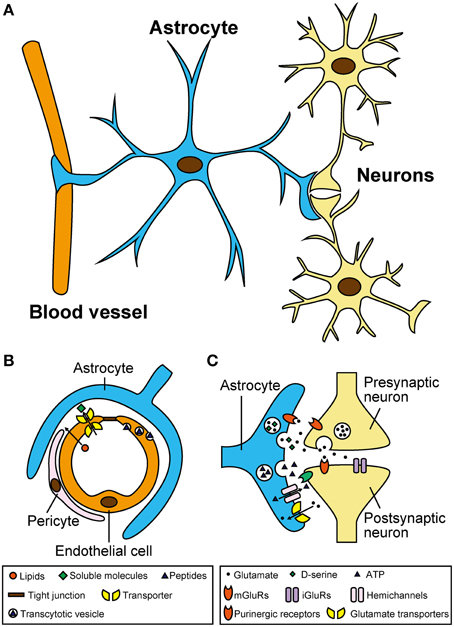 A
Astrocyte
Neurons
Blood vessel
B
Astrocyte
Pericyte
Endothelial cell
C
Astrocyte
Presynaptic
neuron
Postsynaptic
neuron
Lipids Soluble molecules Peptides
Tight junction Transporter
Transcytotic vesicle
Glutamate D-serine ATP
mGluRs iGluRs Hemichannels
Purinergic receptors Glutamate transporters